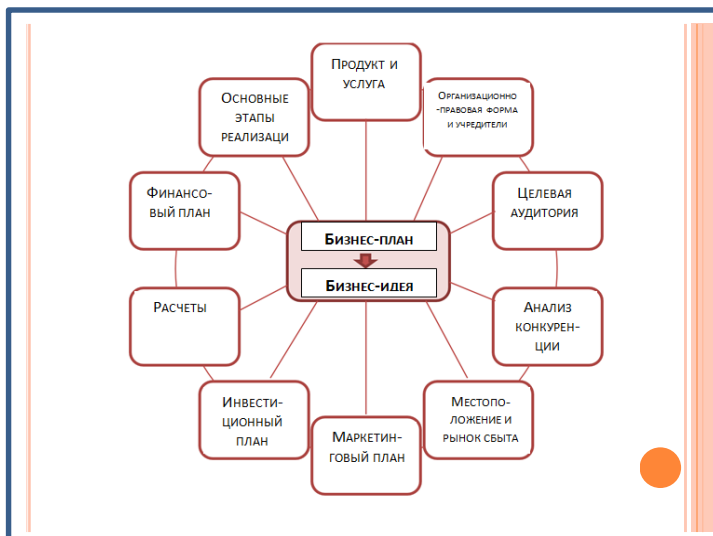 Продукт и
услуга
Организационно
-правовая форма
и учредители
Целевая
аудитория
Анализ
конкурен-
ции
Местопо-
ложение и
рынок сбыта
Маркетин-
говый план
Инвести-
ционный
план
Расчеты
Финансо-
вый план
Основные
этапы
реализаци
Бизнес-план
Бизнес-идея